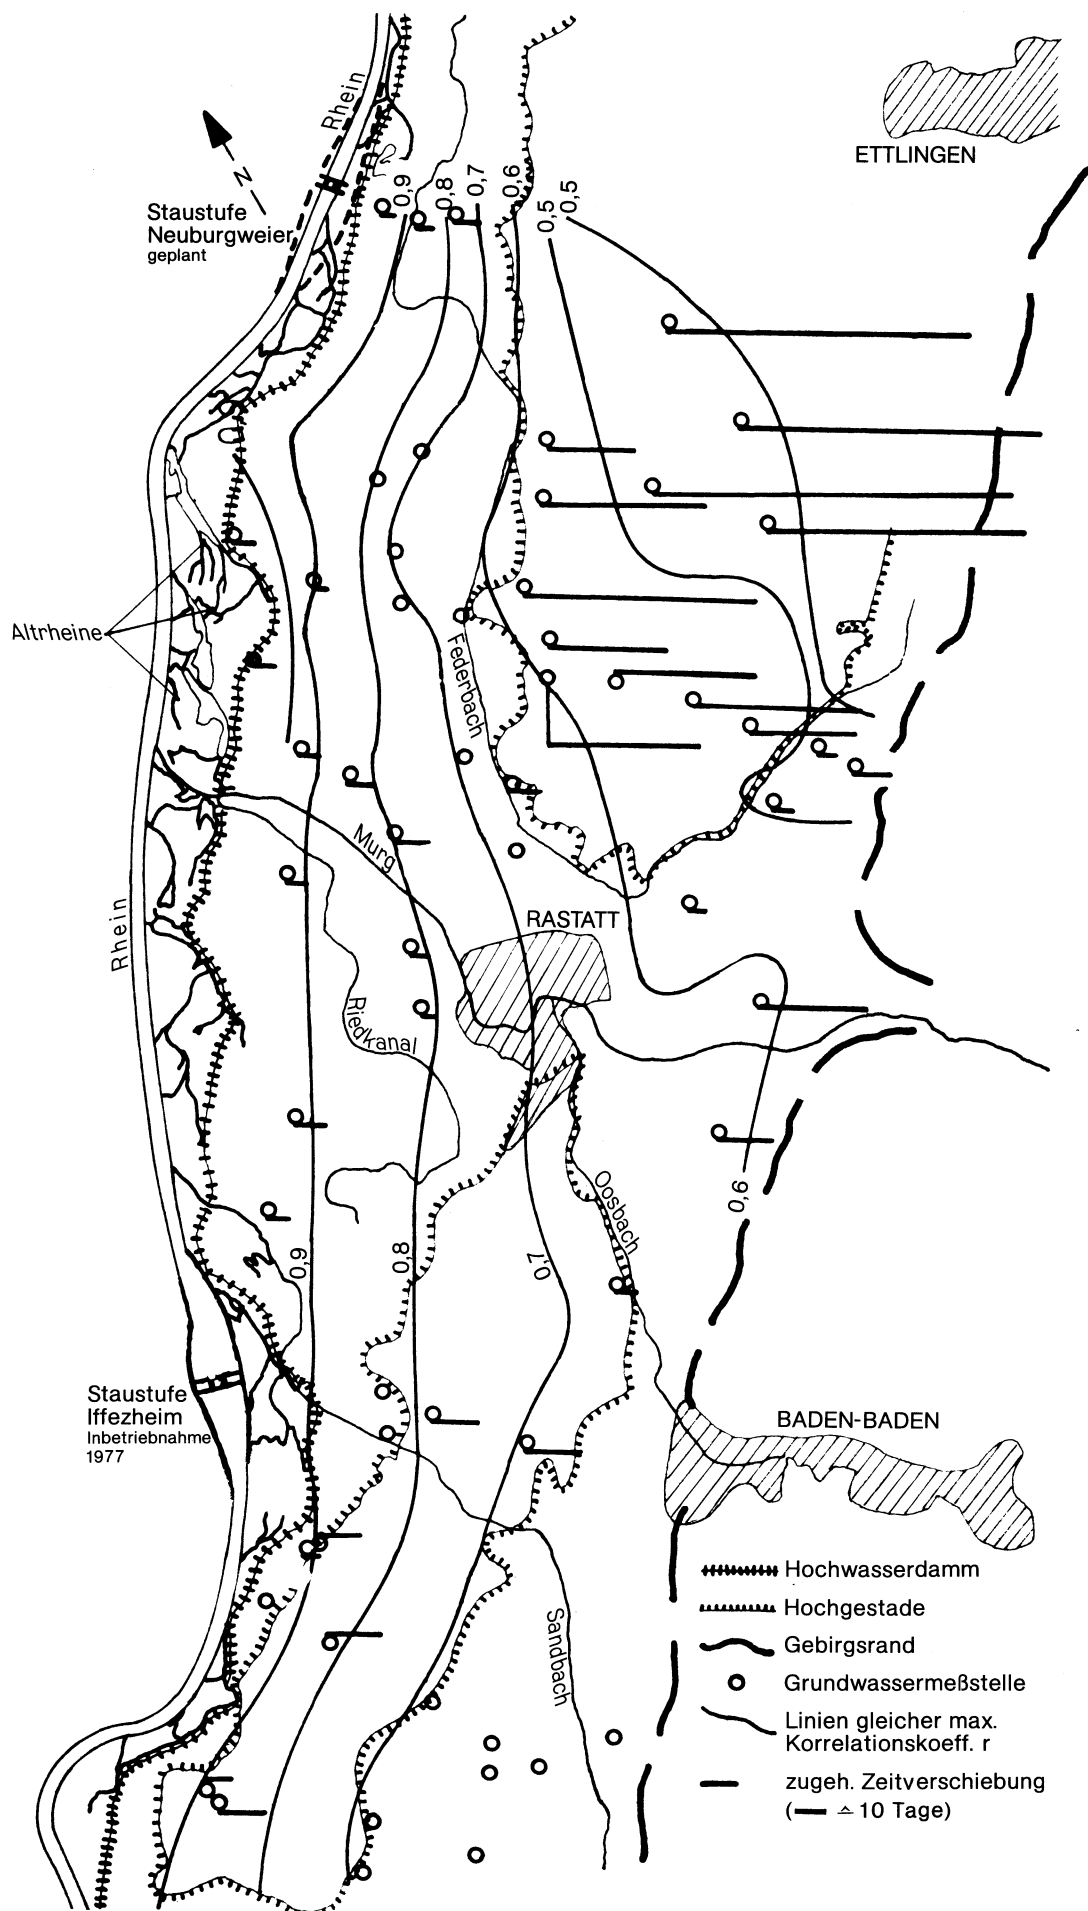 Rhein
ETTLINGEN
N
Staustufe
Neuburgweier
geplant
0,9
0,8
0,7
0,6
0,5
0,5
Altrheine
Federbach
Murg
Rhein
RASTATT
Riedkanal
Oosbach
0,6
0,9
0,8
0,7
Staustufe
Iffezheim
Inbetriebnahme
1977
BADEN-BADEN
Sandbach
Hochwasserdamm
Hochgestade
Gebirgsrand
Grundwassermeßstelle
Linien gleicher max.
Korrelationskoeff. r
zugeh. Zeitverschiebung
(— ≙ 10 Tage)